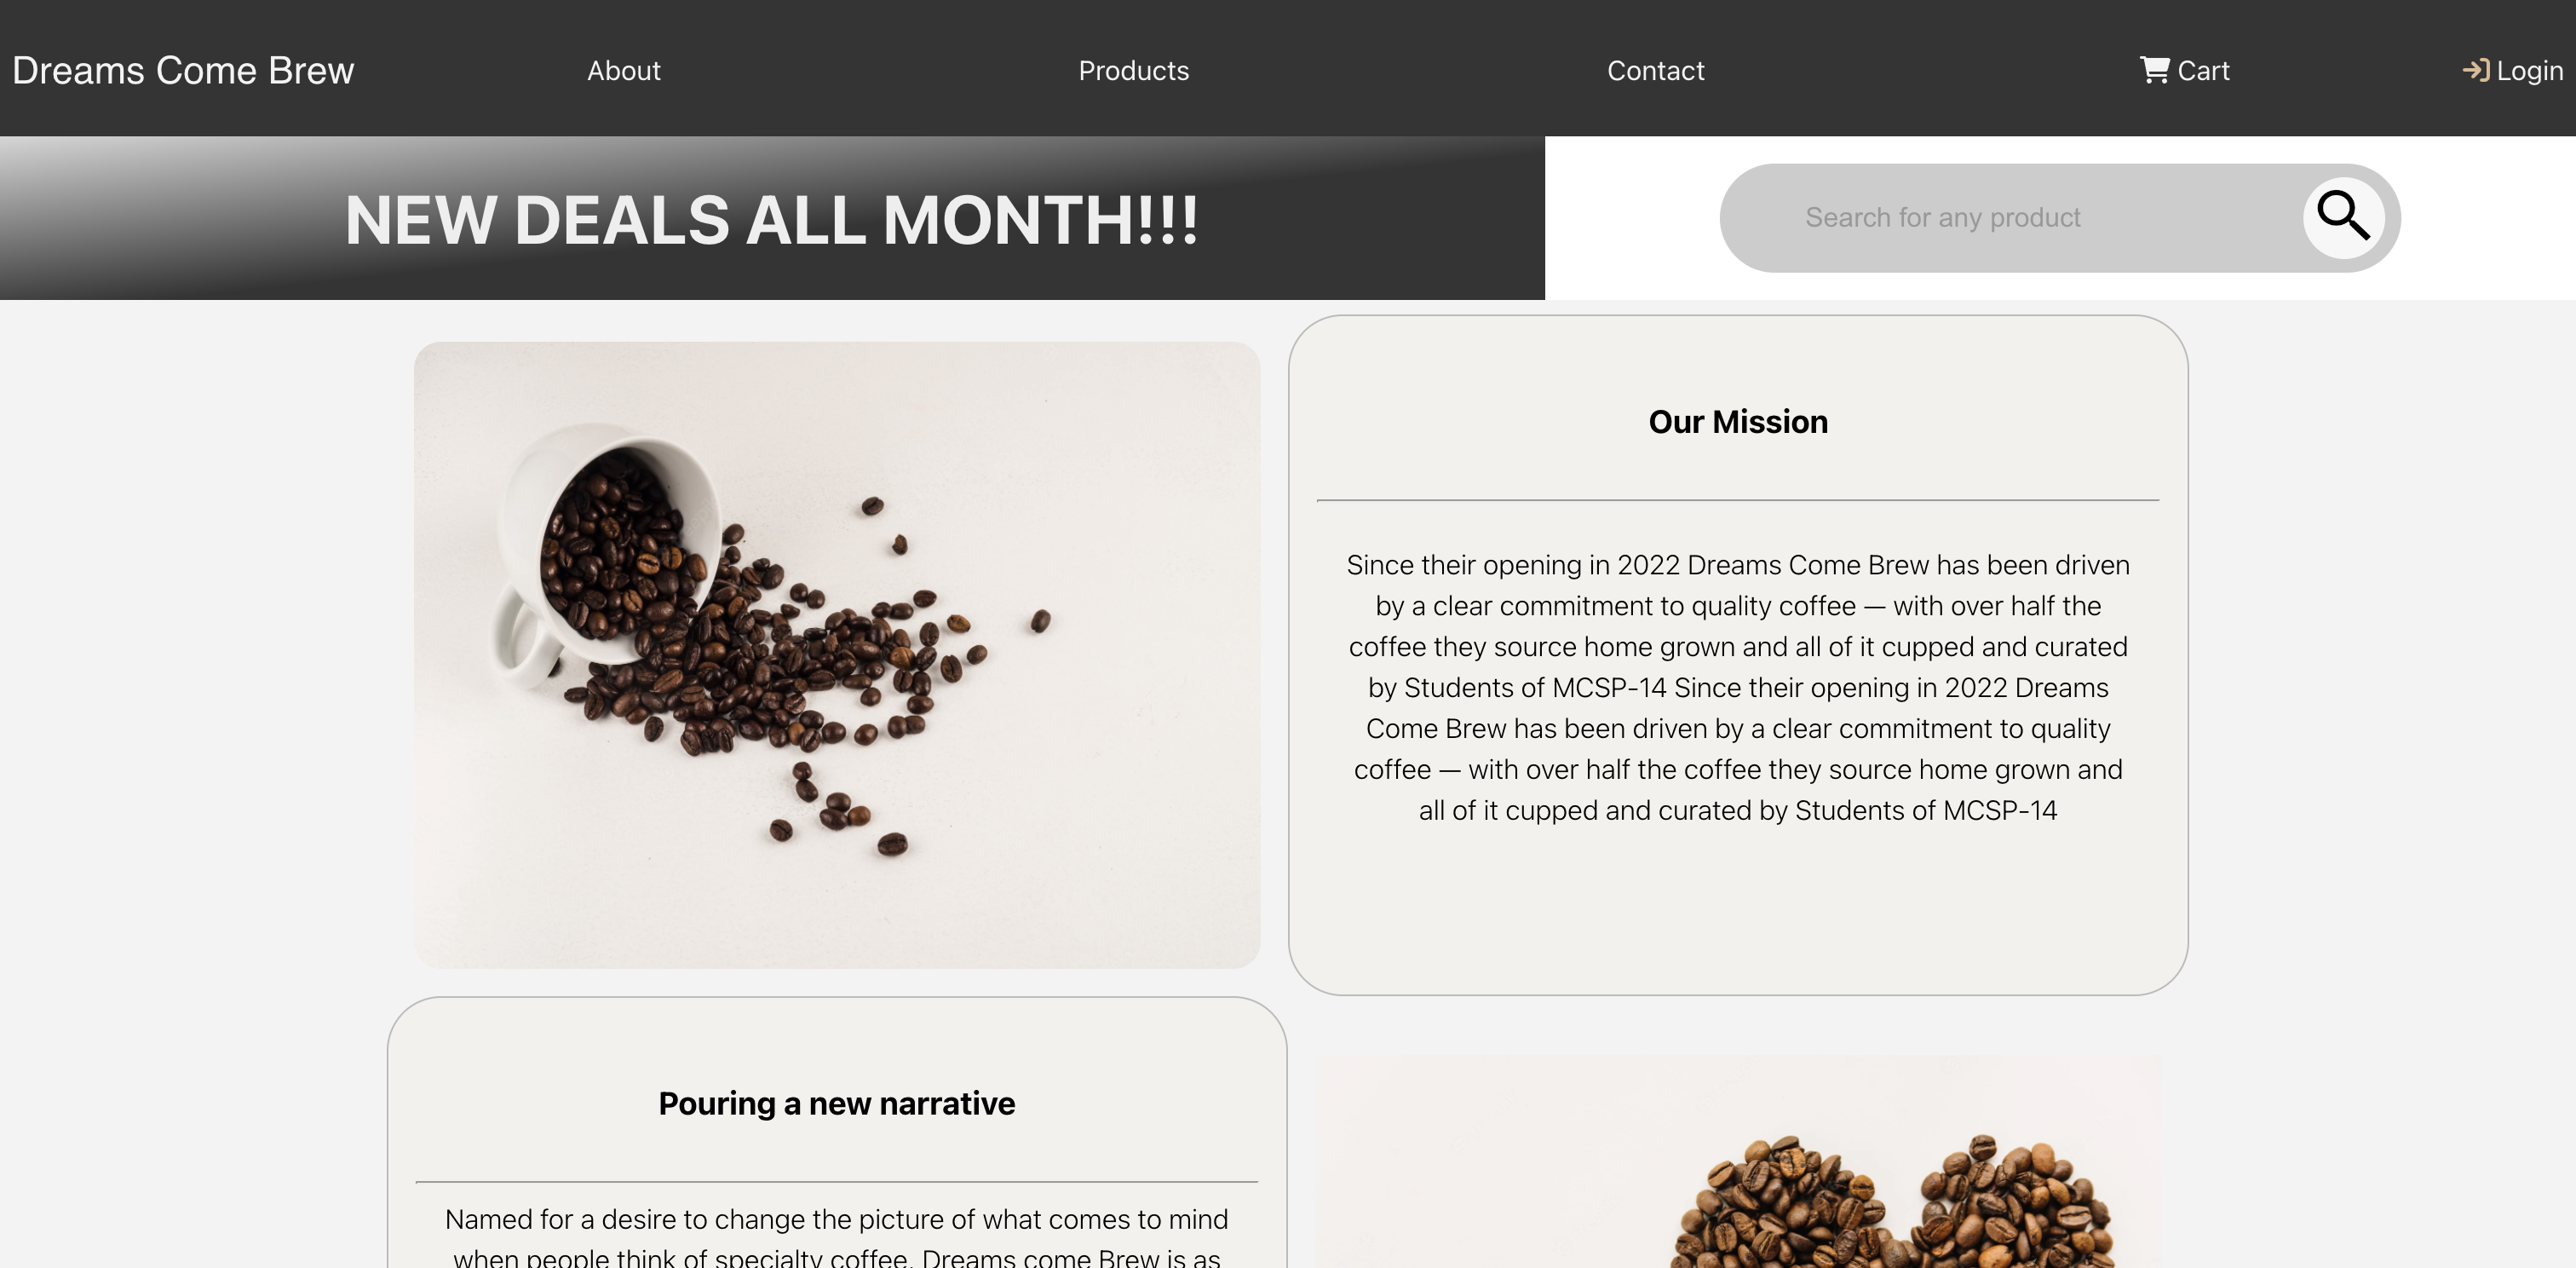 Dreams Come Brew
About
Products
Contact
Cart
Login
NEW DEALS ALL MONTH!!!
Search for any product
Our Mission
Since their opening in 2022 Dreams Come Brew has been driven
by a clear commitment to quality coffee — with over half the
coffee they source home grown and all of it cupped and curated
by Students of MCSP-14 Since their opening in 2022 Dreams
Come Brew has been driven by a clear commitment to quality
coffee — with over half the coffee they source home grown and
all of it cupped and curated by Students of MCSP-14
Pouring a new narrative
Named for a desire to change the picture of what comes to mind
when people think of specialty coffee, Dreams come Brew is as